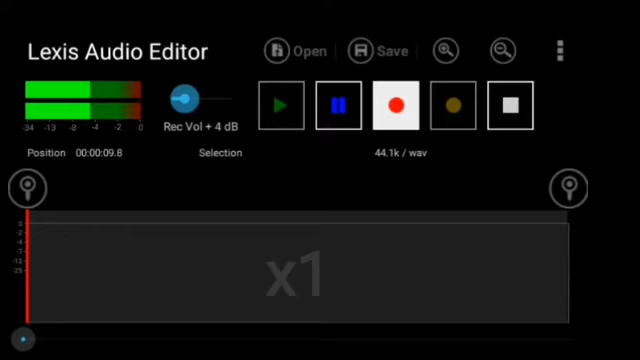 Lexis Audio Editor Open Save
-34 -13 -8 -4 -2 0
Rec Vol + 4 dB
Position 00:00:09.8 Selection 44.1k / wav
0
-2
-4
-7
-12
-25
x1